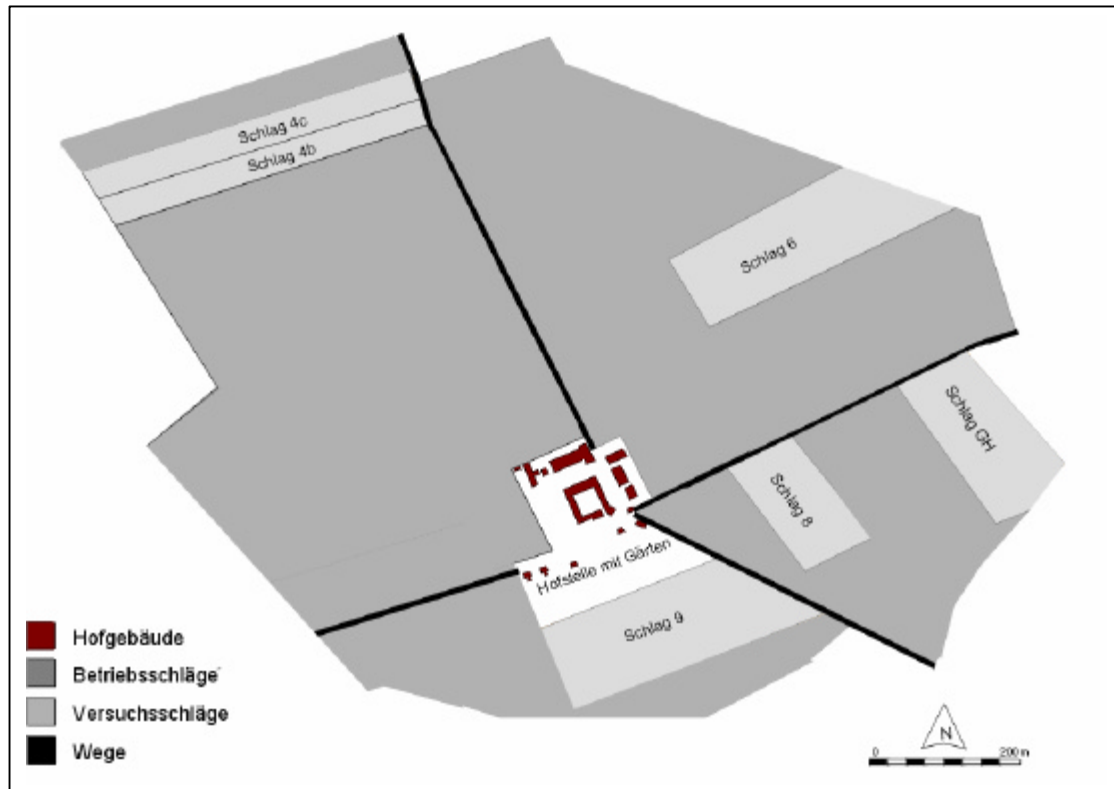 Schlag 4c
Schlag 4b
Schlag 6
Schlag GH
Schlag 8
Hofstelle mit Gärten
Schlag 9
Hofgebäude
Betriebsschläge
Versuchsschläge
Wege
N
0 200 m